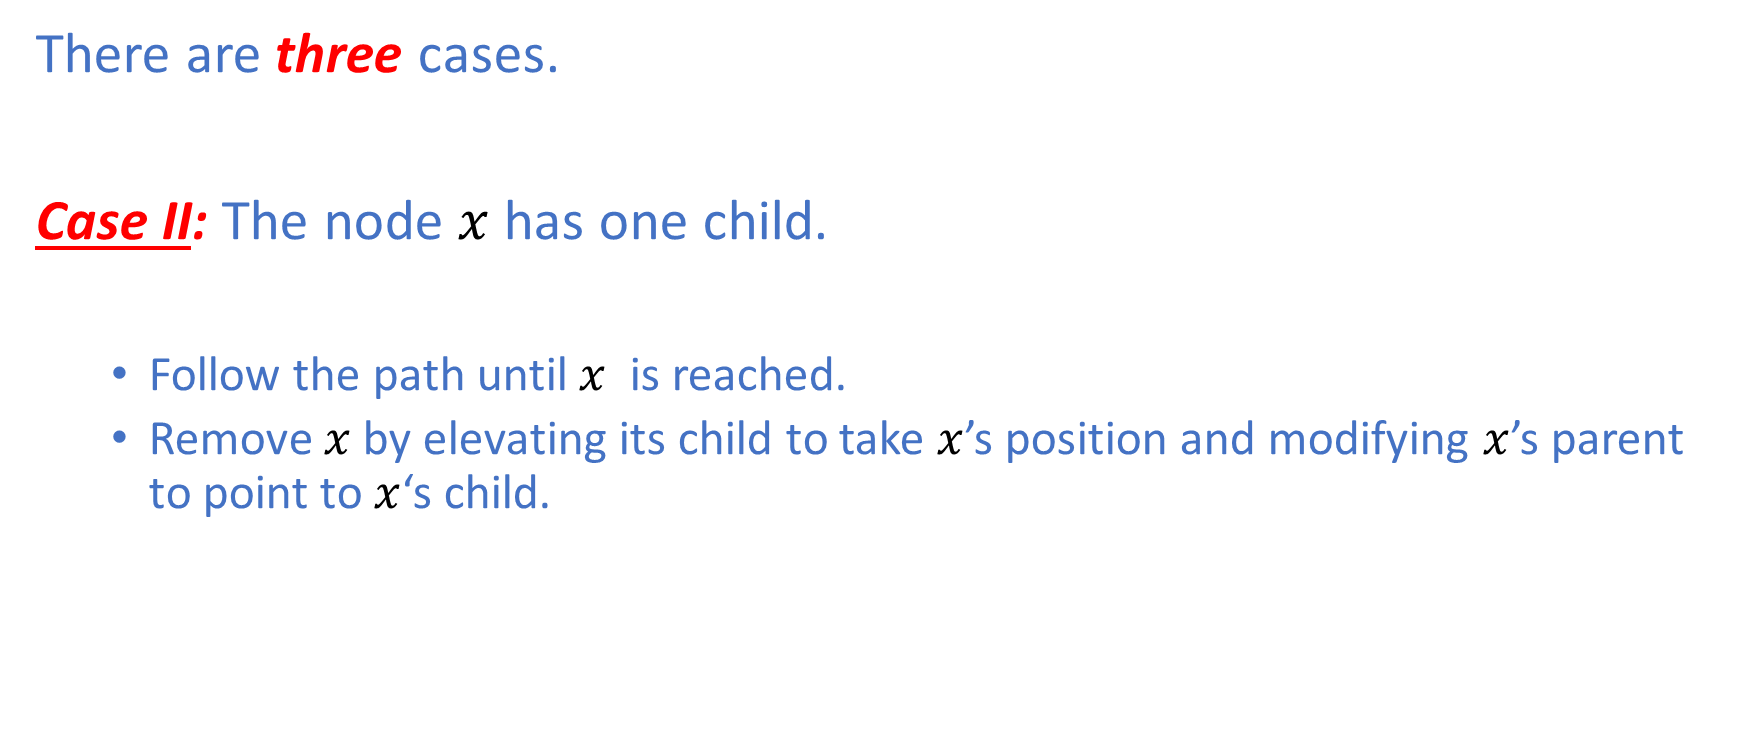 There are three cases.
Case II: The node x has one child.
• Follow the path until x is reached.
• Remove x by elevating its child to take x’s position and modifying x’s parent
to point to x‘s child.